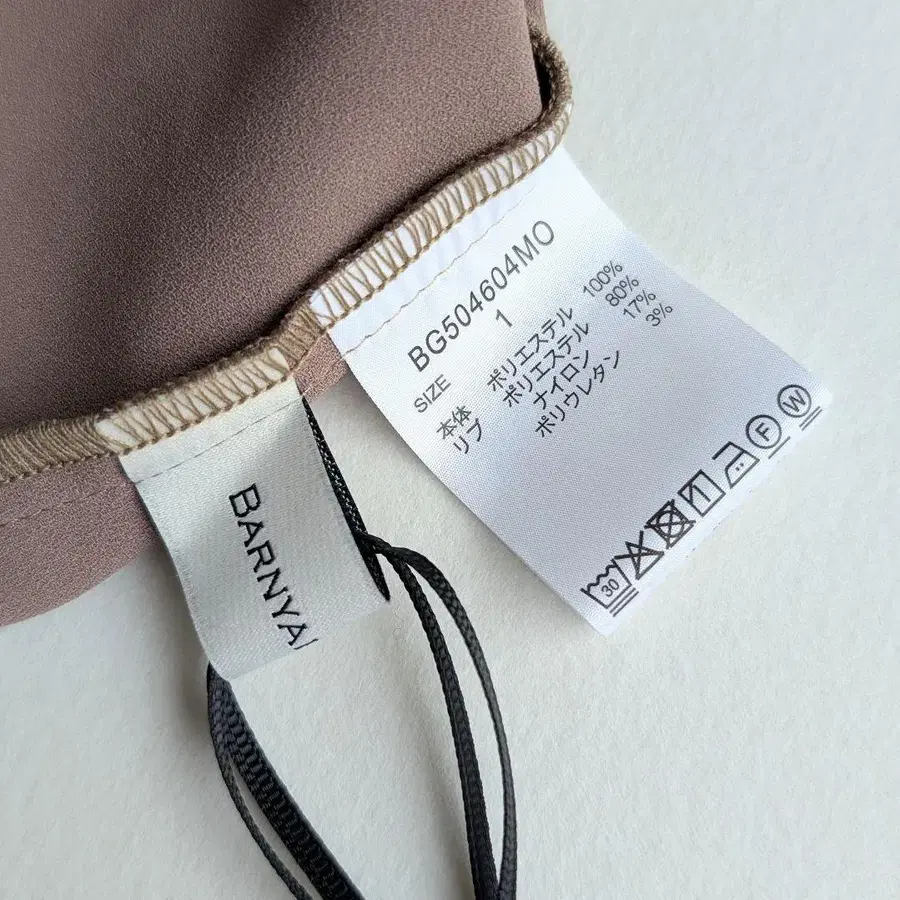 BG504604MO
SIZE 1
本体 ポリエステル 100%
リブ ポリエステル 80%
ナイロン 17%
ポリウレタン 3%
30 F W
BARNYA